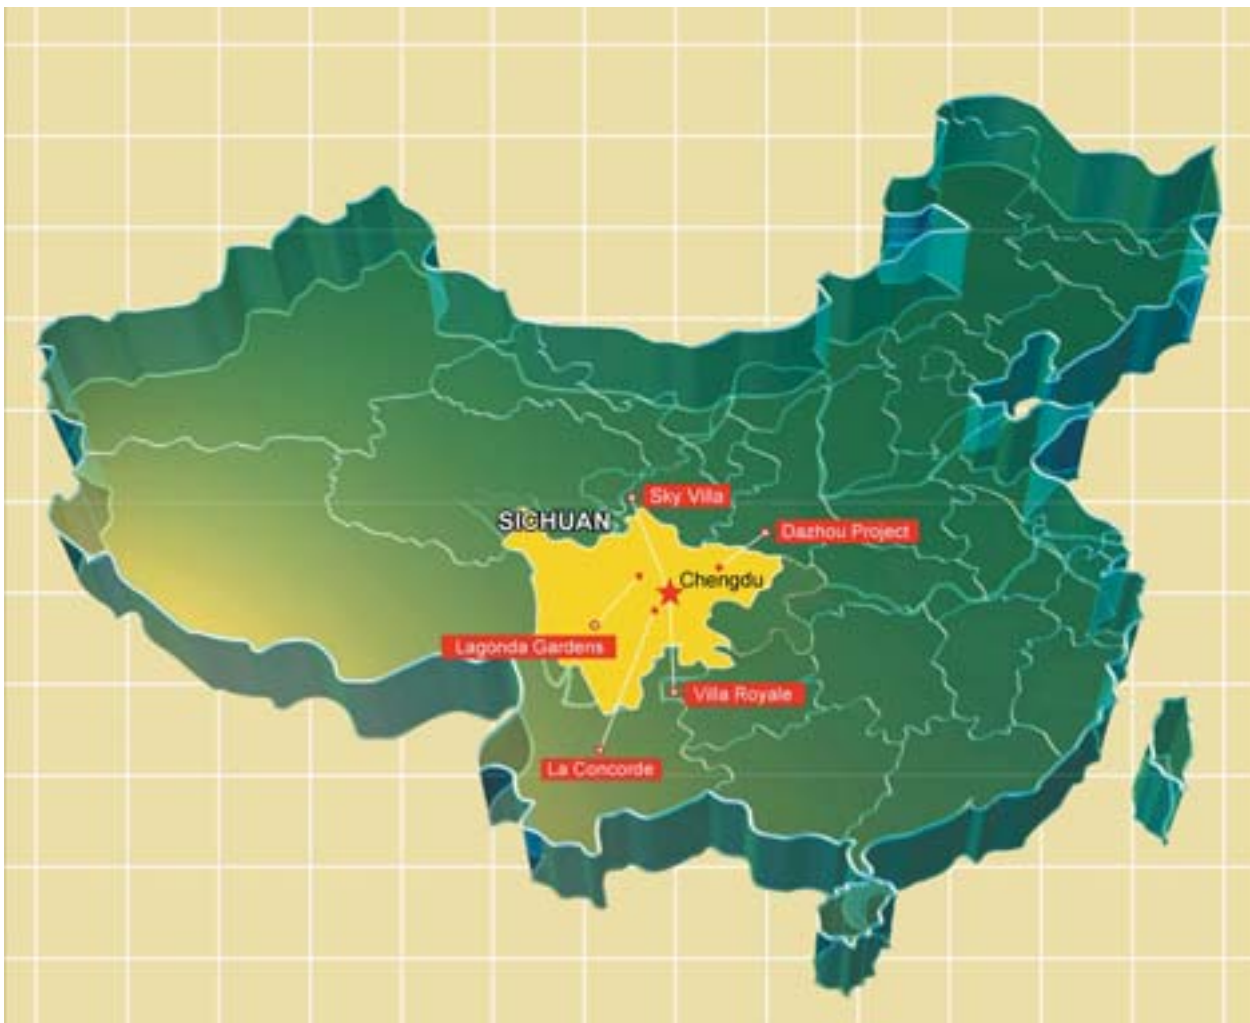 Sky Villa
SICHUAN
Dazhou Project
Chengdu
Lagonda Gardens
Villa Royale
La Concorde